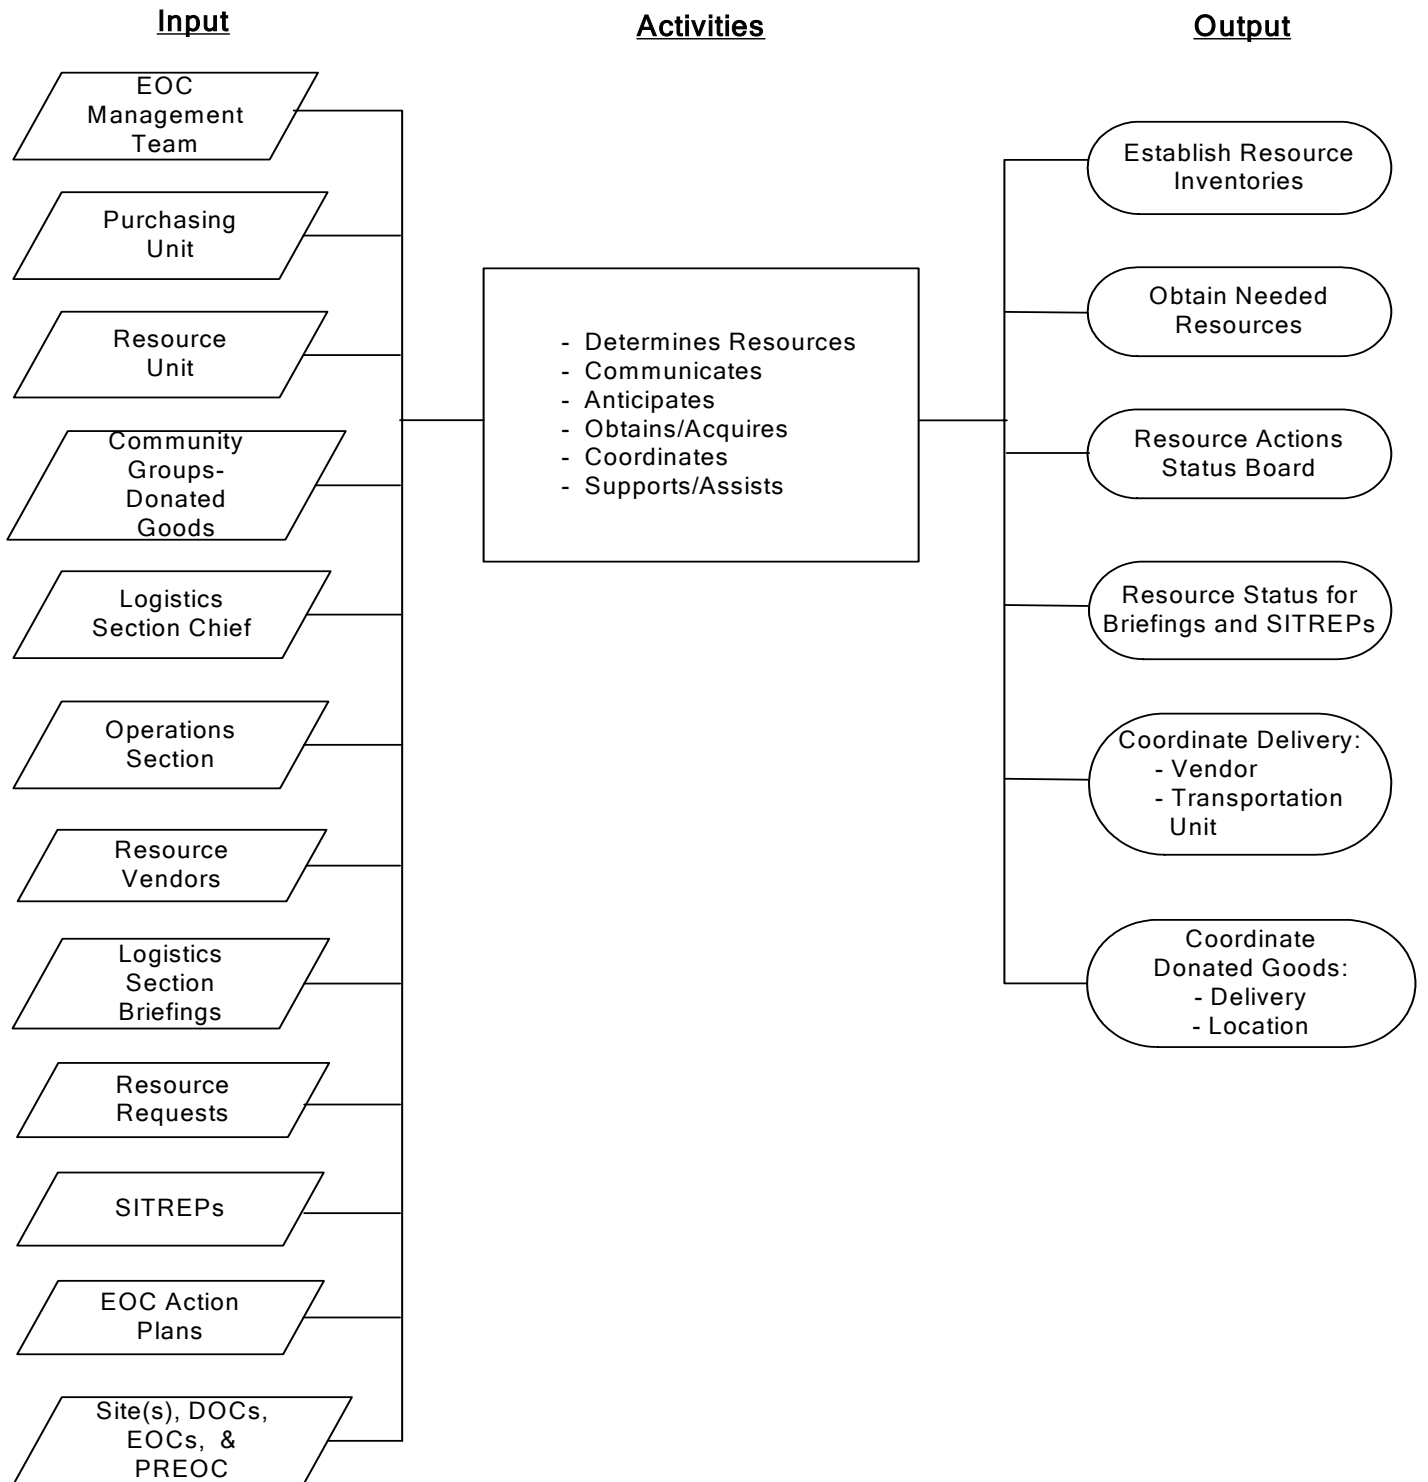 Input
Activities
Output
EOC
Management
Team
Purchasing
Unit
Resource
Unit
Community
Groups-
Donated
Goods
Logistics
Section Chief
Operations
Section
Resource
Vendors
Logistics
Section
Briefings
Resource
Requests
SITREPs
EOC Action
Plans
Site(s), DOCs,
EOCs, &
PREOC
- Determines Resources
- Communicates
- Anticipates
- Obtains/Acquires
- Coordinates
- Supports/Assists
Establish Resource
Inventories
Obtain Needed
Resources
Resource Actions
Status Board
Resource Status for
Briefings and SITREPs
Coordinate Delivery:
- Vendor
- Transportation
Unit
Coordinate
Donated Goods:
- Delivery
- Location